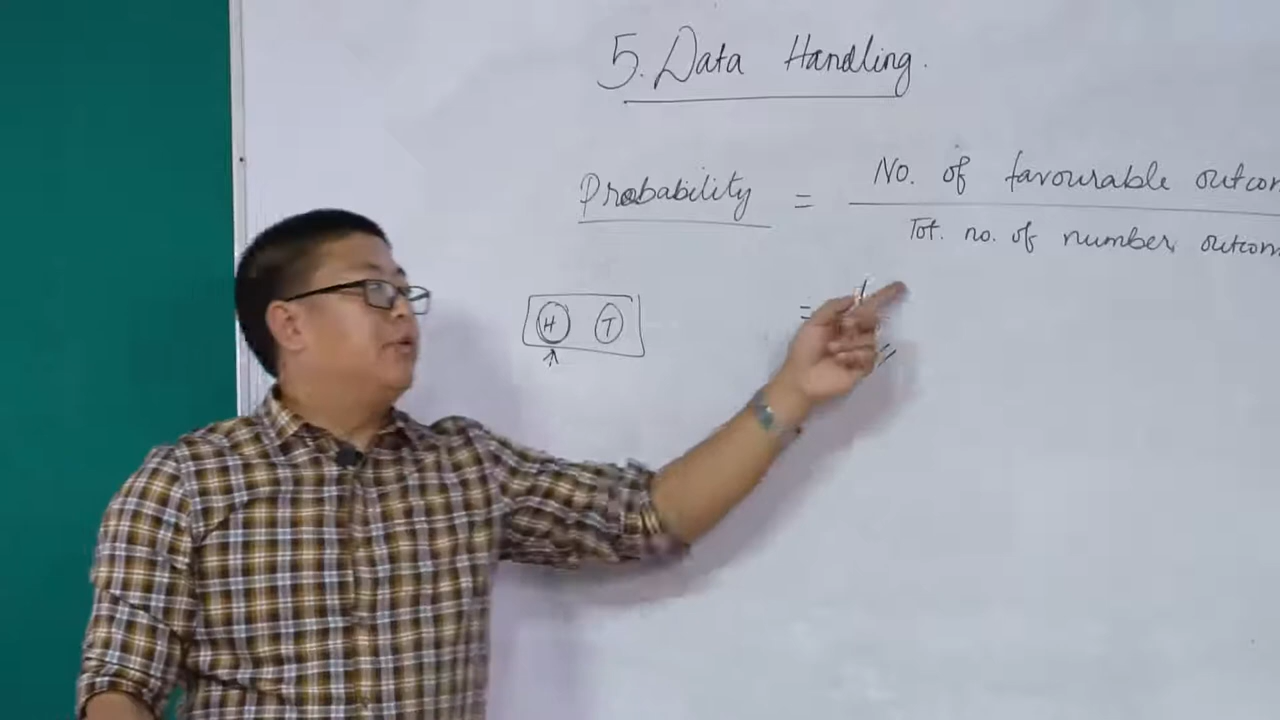 5. Data Handling.
Probability = No. of favourable outcom
Tot. no. of number outcom
H T
=